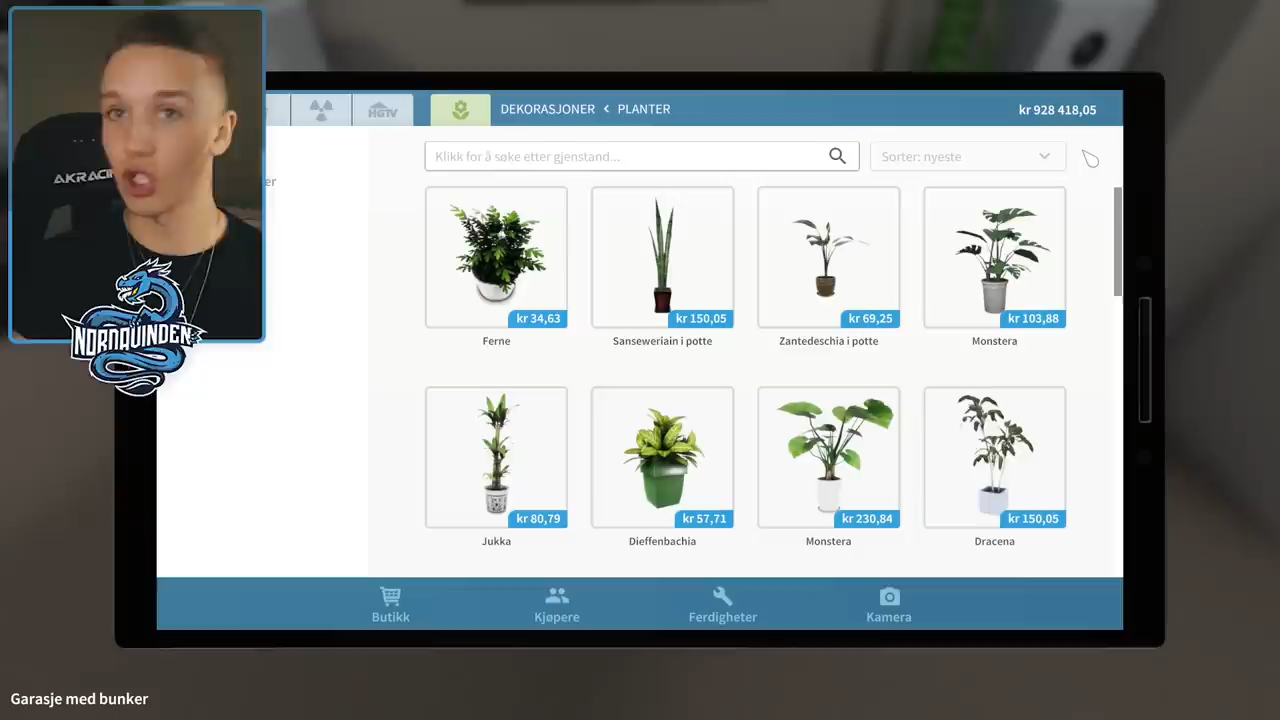 HGTV
DEKORASJONER < PLANTER
kr 928 418,05
Klikk for å søke etter gjenstand...
Sorter: nyeste
er
AKRACI
NORDAVINDEN
kr 34,63
kr 150,05
kr 69,25
kr 103,88
Ferne
Sanseweriain i potte
Zantedeschia i potte
Monstera
kr 80,79
kr 57,71
kr 230,84
kr 150,05
Jukka
Dieffenbachia
Monstera
Dracena
Butikk
Kjøpere
Ferdigheter
Kamera
Garasje med bunker